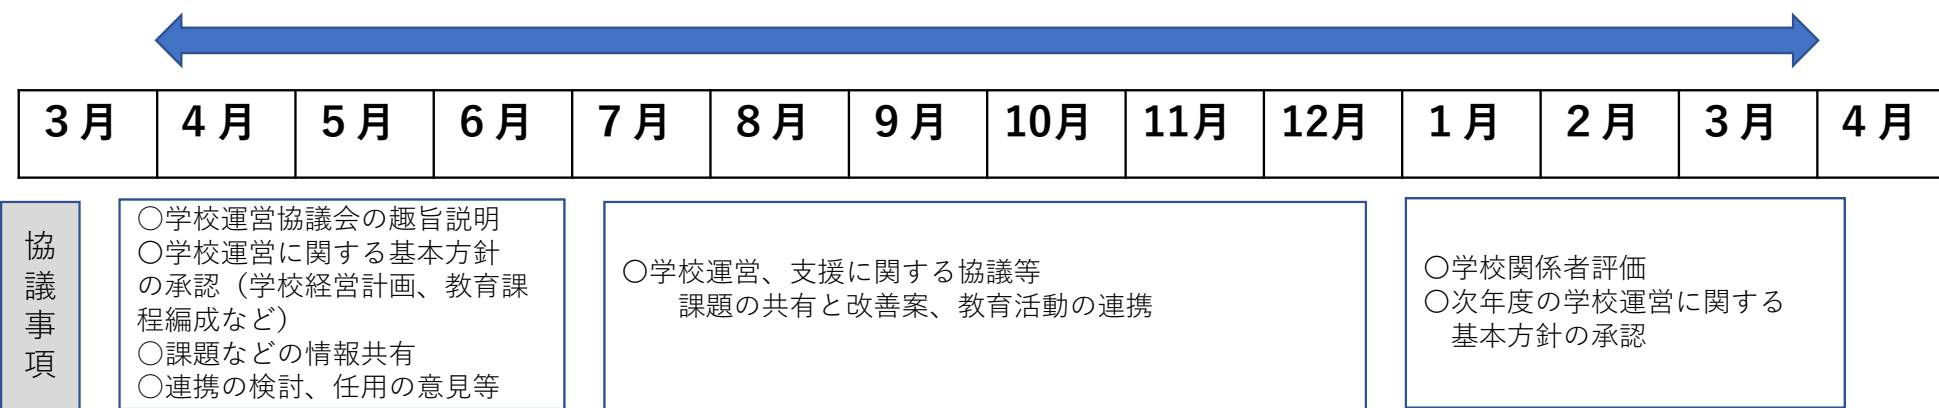 3月 4月 5月 6月 7月 8月 9月 10月 11月 12月 1月 2月 3月 4月
協議事項
○学校運営協議会の趣旨説明
○学校運営に関する基本方針
の承認（学校経営計画、教育課
程編成など）
○課題などの情報共有
○連携の検討、任用の意見等
○学校運営、支援に関する協議等
課題の共有と改善案、教育活動の連携
○学校関係者評価
○次年度の学校運営に関する
基本方針の承認